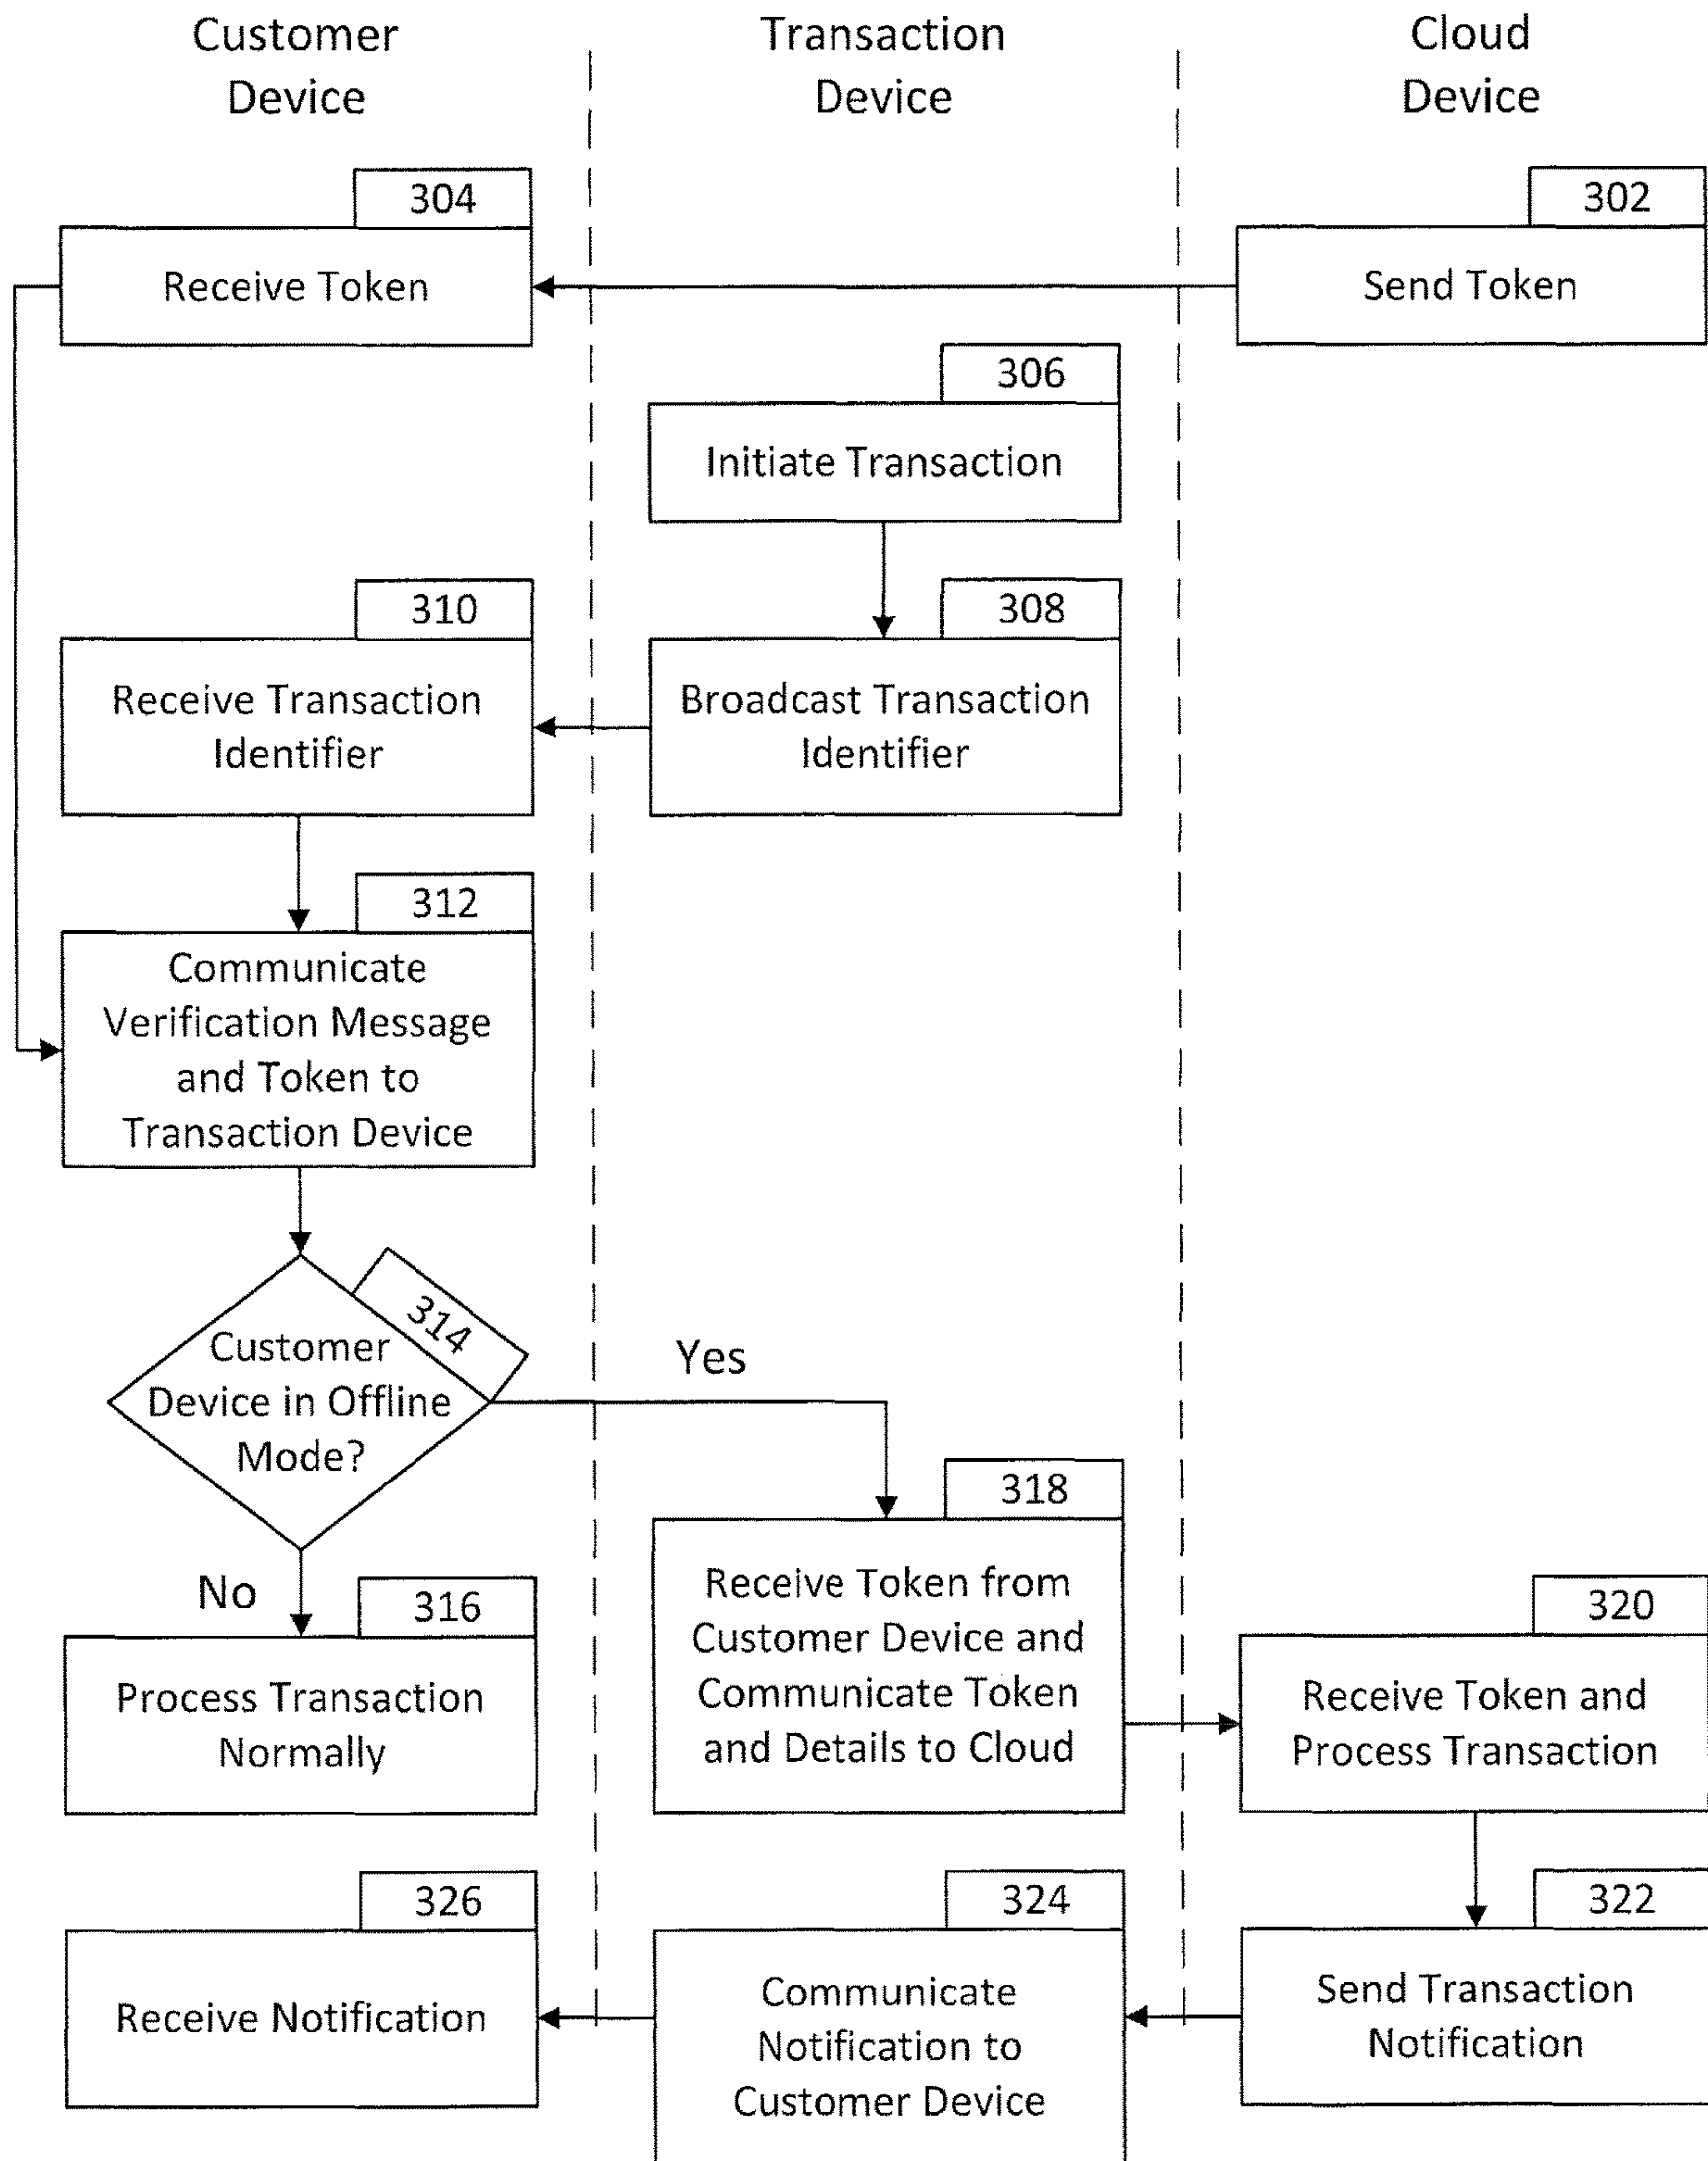 Customer
Device
Transaction
Device
Cloud
Device
304
Receive Token
302
Send Token
306
Initiate Transaction
310
Receive Transaction
Identifier
308
Broadcast Transaction
Identifier
312
Communicate
Verification Message
and Token to
Transaction Device
314
Customer
Device in Offline
Mode?
Yes
No
316
Process Transaction
Normally
318
Receive Token from
Customer Device and
Communicate Token
and Details to Cloud
320
Receive Token and
Process Transaction
326
Receive Notification
324
Communicate
Notification to
Customer Device
322
Send Transaction
Notification